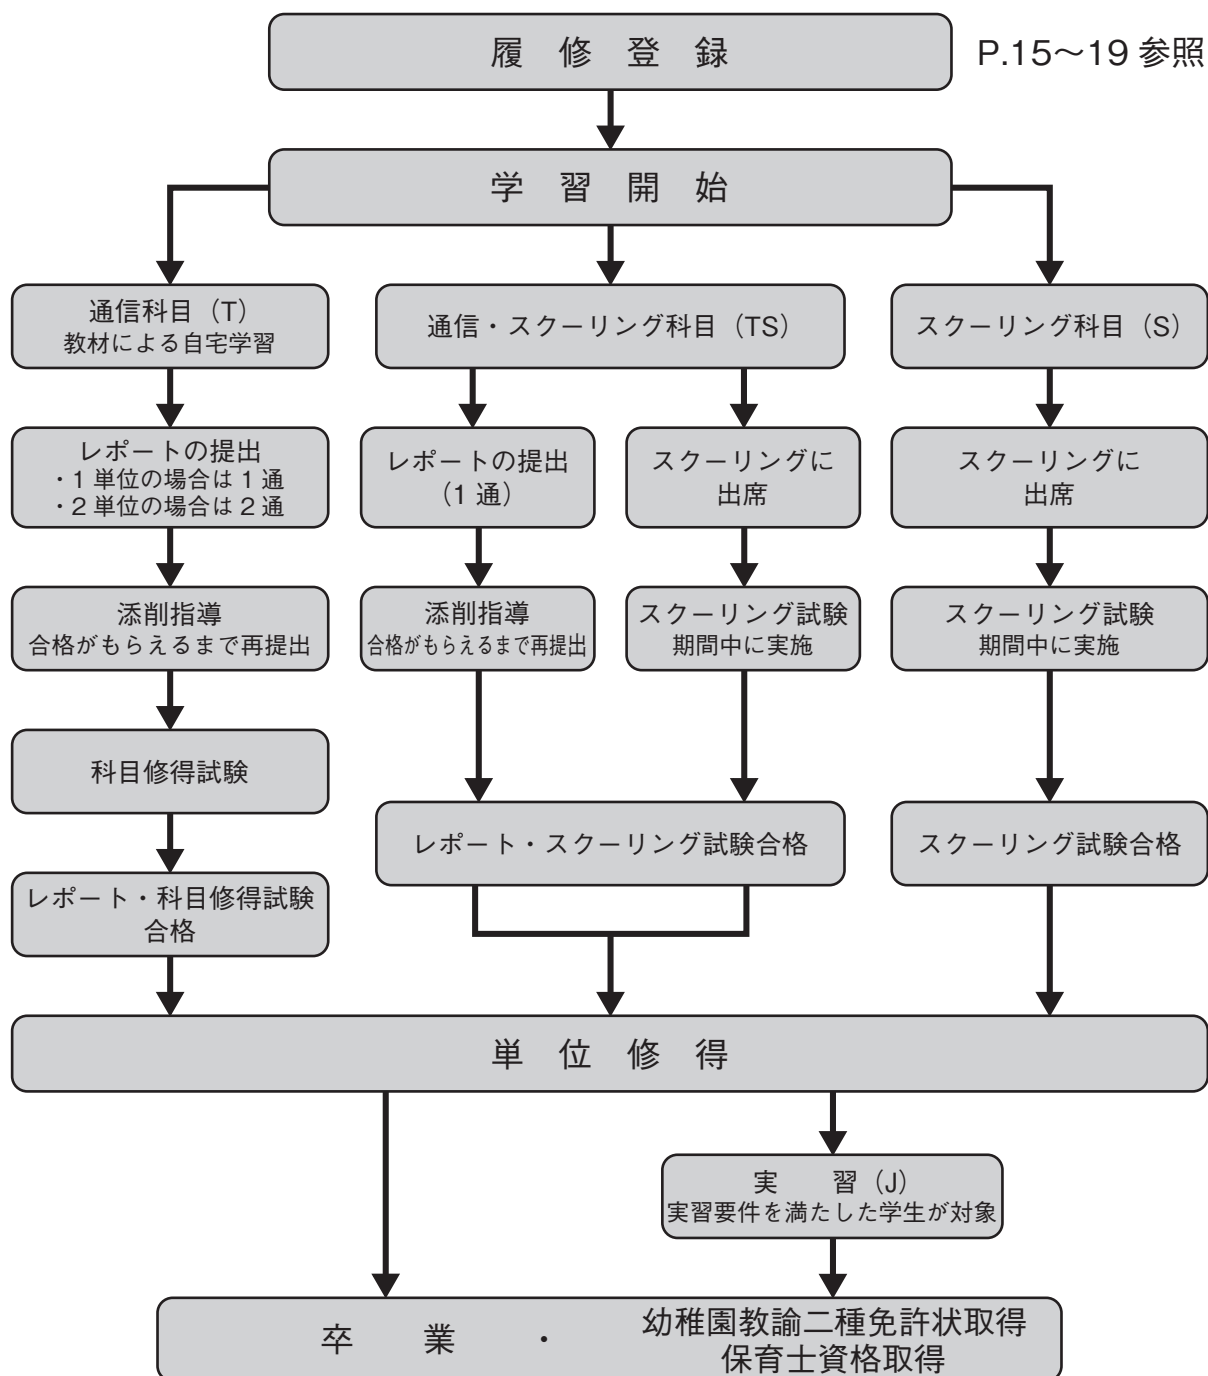 履修登録
P.15〜19 参照
学習開始
通信科目（T）
教材による自宅学習
通信・スクーリング科目（TS）
スクーリング科目（S）
レポートの提出
・1 単位の場合は 1 通
・2 単位の場合は 2 通
レポートの提出
（1 通）
スクーリングに
出席
スクーリングに
出席
添削指導
合格がもらえるまで再提出
添削指導
合格がもらえるまで再提出
スクーリング試験
期間中に実施
スクーリング試験
期間中に実施
科目修得試験
レポート・スクーリング試験合格
スクーリング試験合格
レポート・科目修得試験
合格
単位修得
実習（J）
実習要件を満たした学生が対象
卒業・
幼稚園教諭二種免許状取得
保育士資格取得